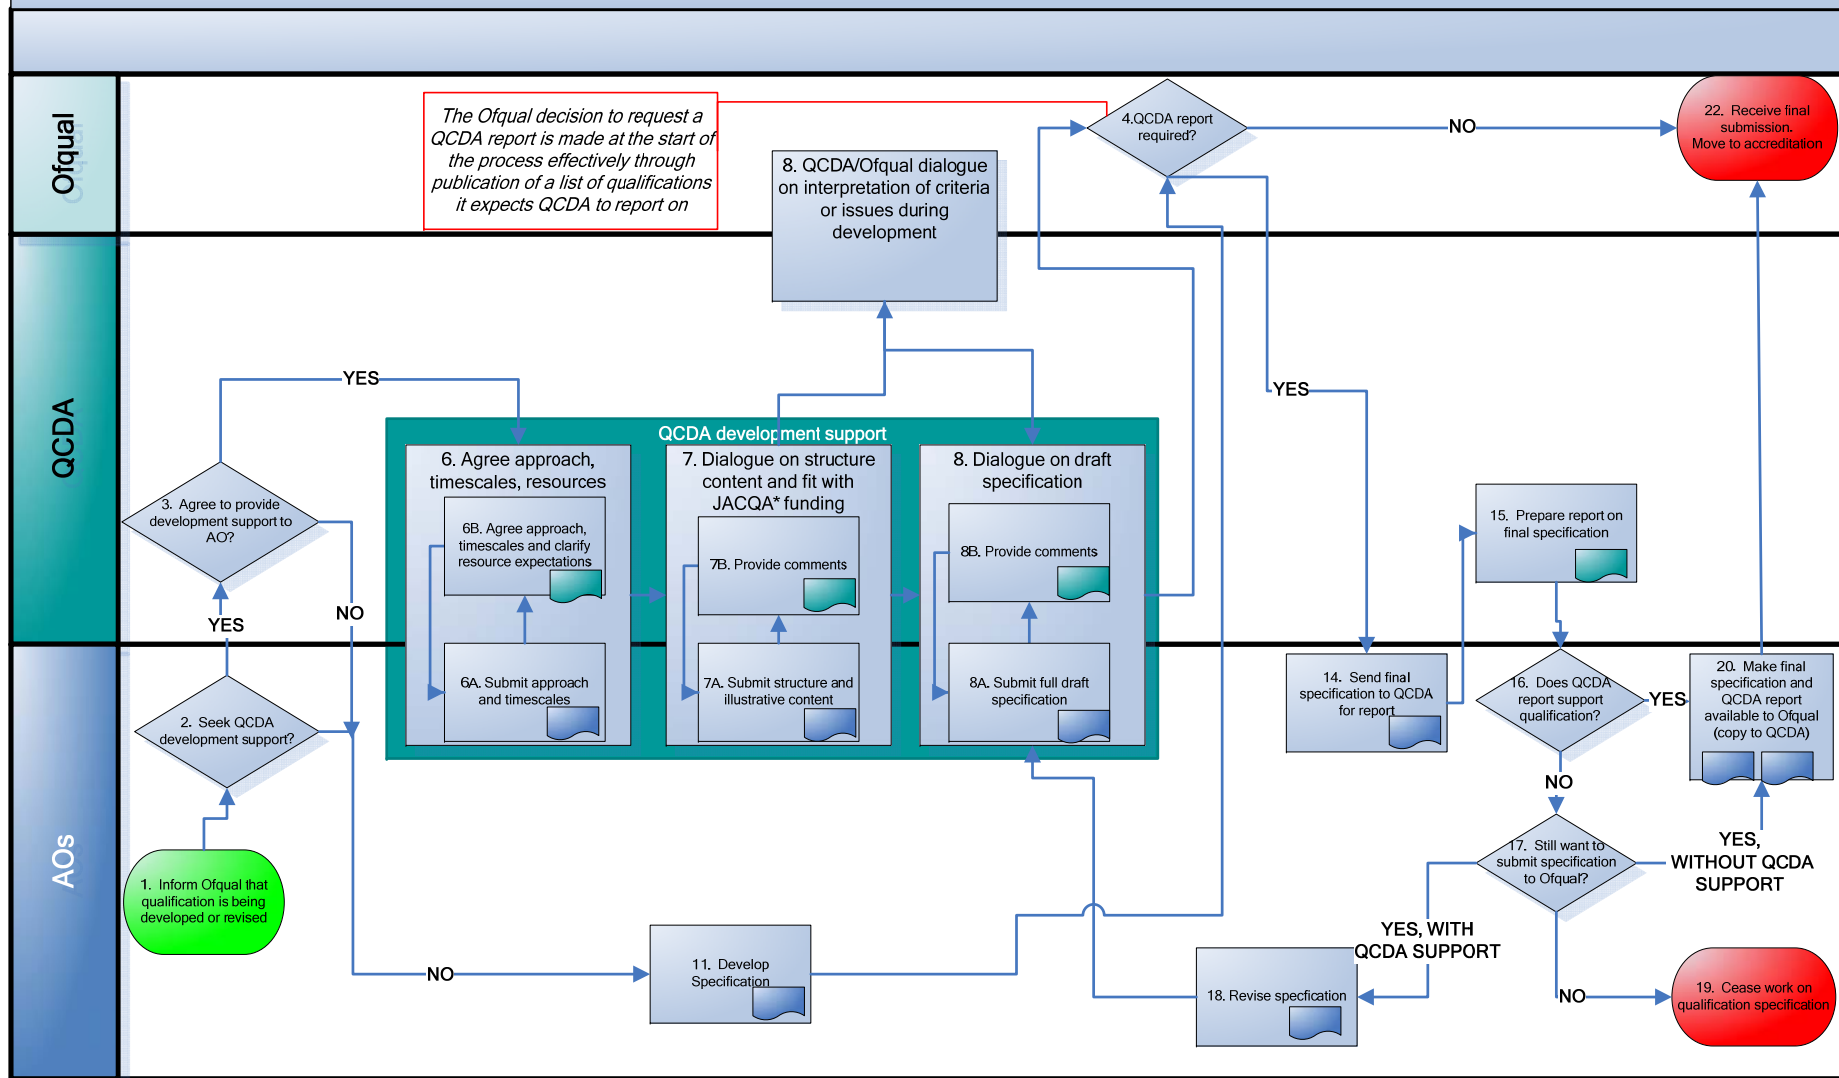 Ofqual
The Ofqual decision to request a
QCDA report is made at the start of
the process effectively through
publication of a list of qualifications
it expects QCDA to report on
8. QCDA/Ofqual dialogue
on interpretation of criteria
or issues during
development
4.QCDA report
required?
NO
22. Receive final
submission.
Move to accreditation
QCDA
YES
YES
QCDA development support
6. Agree approach,
timescales, resources
6B. Agree approach,
timescales and clarify
resource expectations
6A. Submit approach
and timescales
7. Dialogue on structure
content and fit with
JACQA* funding
7B. Provide comments
7A. Submit structure and
illustrative content
8. Dialogue on draft
specification
8B. Provide comments
8A. Submit full draft
specification
3. Agree to provide
development support to
AO?
NO
YES
15. Prepare report on
final specification
AOs
2. Seek QCDA
development support?
1. Inform Ofqual that
qualification is being
developed or revised
NO
11. Develop
Specification
14. Send final
specification to QCDA
for report
16. Does QCDA
report support
qualification?
YES
20. Make final
specification and
QCDA report
available to Ofqual
(copy to QCDA)
NO
17. Still want to
submit specification
to Ofqual?
YES,
WITHOUT QCDA
SUPPORT
YES, WITH
QCDA SUPPORT
18. Revise specfication
NO
19. Cease work on
qualification specification